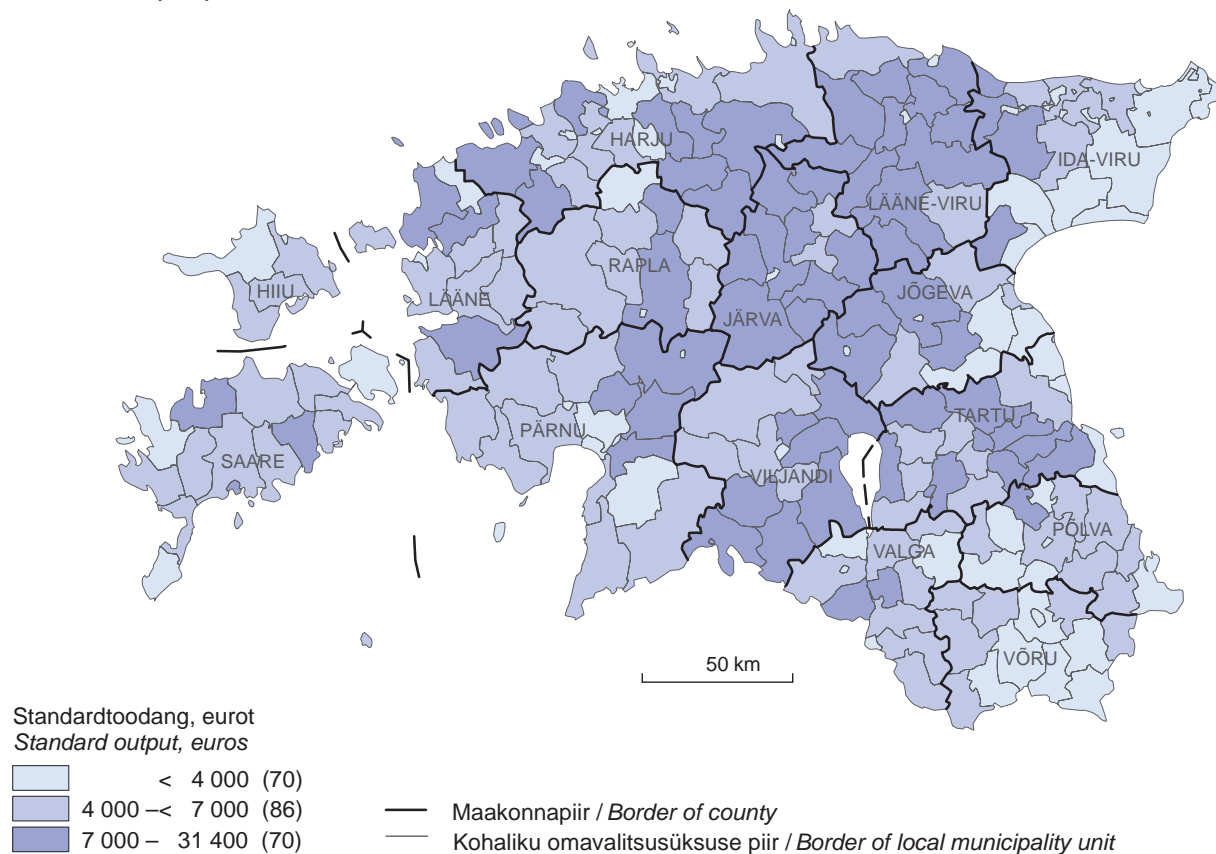 HARJU
IDA-VIRU
LÄÄNE-VIRU
RAPLA
HIIU
LÄÄNE
JÕGEVA
JÄRVA
PÄRNU
TARTU
SAARE
VILJANDI
PÕLVA
VALGA
VÕRU
50 km
Standardtoodang, eurot
Standard output, euros
< 4 000 (70)
4 000 –< 7 000 (86)
7 000 – 31 400 (70)
Maakonnapiir / Border of county
Kohaliku omavalitsusüksuse piir / Border of local municipality unit